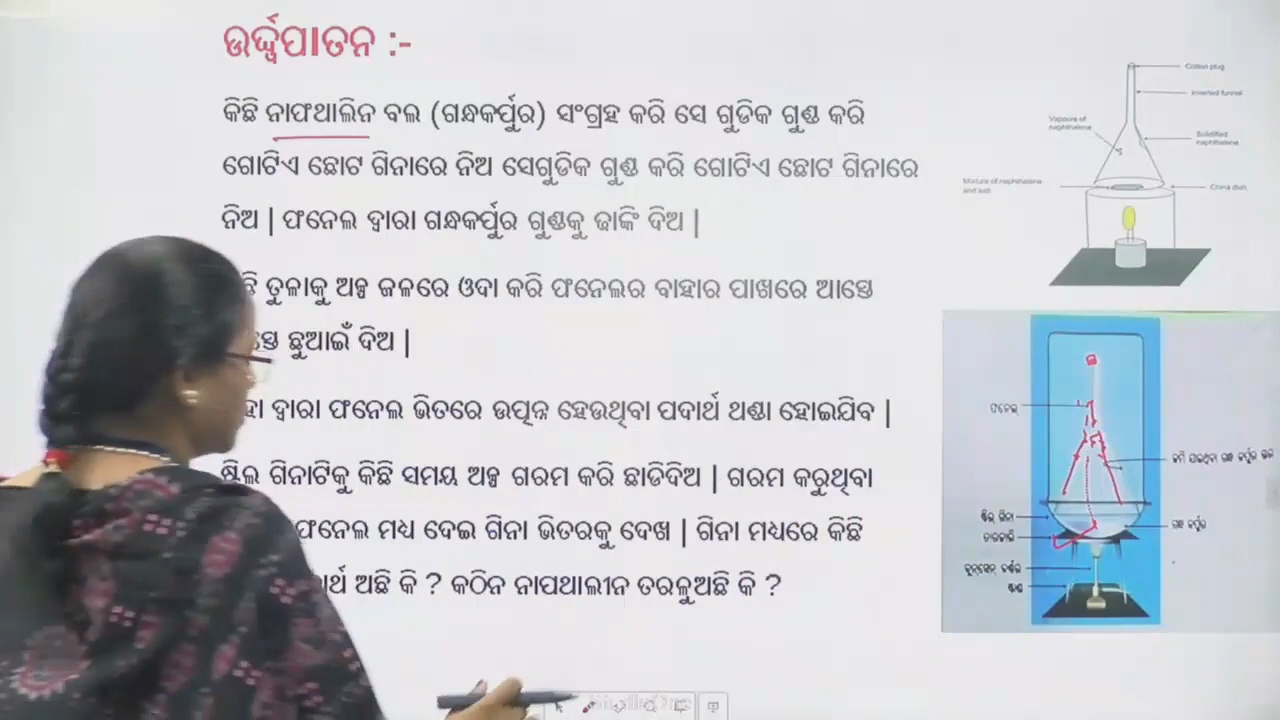 ଉର୍ଦ୍ଧ୍ୱପାତନ :-
କିଛି ନାଫଥାଲିନ ବଲ (ଗନ୍ଧକର୍ପୁର) ସଂଗ୍ରହ କରି ସେ ଗୁଡିକ ଗୁଣ୍ଡ କରି
ଗୋଟିଏ ଛୋଟ ଗିନାରେ ନିଅ ସେଗୁଡିକ ଗୁଣ୍ଡ କରି ଗୋଟିଏ ଛୋଟ ଗିନାରେ
ନିଅ | ଫନେଲ ଦ୍ୱାରା ଗନ୍ଧକର୍ପୁର ଗୁଣ୍ଡକୁ ଢାଙ୍କି ଦିଅ |
ତୁଳାକୁ ଅଳ୍ପ ଜଳରେ ଓଦା କରି ଫନେଲର ବାହାର ପାଖରେ ଆସ୍ତେ
ଛୁଆଇଁ ଦିଅ |
ଦ୍ୱାରା ଫନେଲ ଭିତରେ ଉତ୍ପନ୍ନ ହେଉଥିବା ପଦାର୍ଥ ଥଣ୍ଡା ହୋଇଯିବ |
ଷ୍ଟିଲ ଗିନାଟିକୁ କିଛି ସମୟ ଅଳ୍ପ ଗରମ କରି ଛାଡିଦିଅ | ଗରମ କରୁଥିବା
ଫନେଲ ମଧ୍ୟ ଦେଇ ଗିନା ଭିତରକୁ ଦେଖ | ଗିନା ମଧ୍ୟରେ କିଛି
ଅଛି କି ? କଠିନ ନାପଥାଲୀନ ତରଳୁଅଛି କି ?
Cotton plug
Inverted funnel
Vapours of
naphthalene
Solidified
naphthalene
Mixture of naphthalene
and salt
China dish
ଫନେଲ୍
ଷ୍ଟିଲ୍ ଗିନା
ତାରଜାଲି
ଗନ୍ଧ କର୍ପୁର